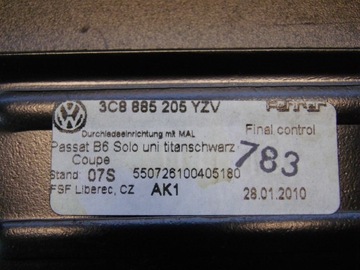 3C8 885 205 YZV
Durchladeeinrichtung mit MAL
Final control
Passat B6 Solo uni titanschwarz
Coupe
783
Stand: 07S 550726100405180
FSF Liberec, CZ AK1
28.01.2010